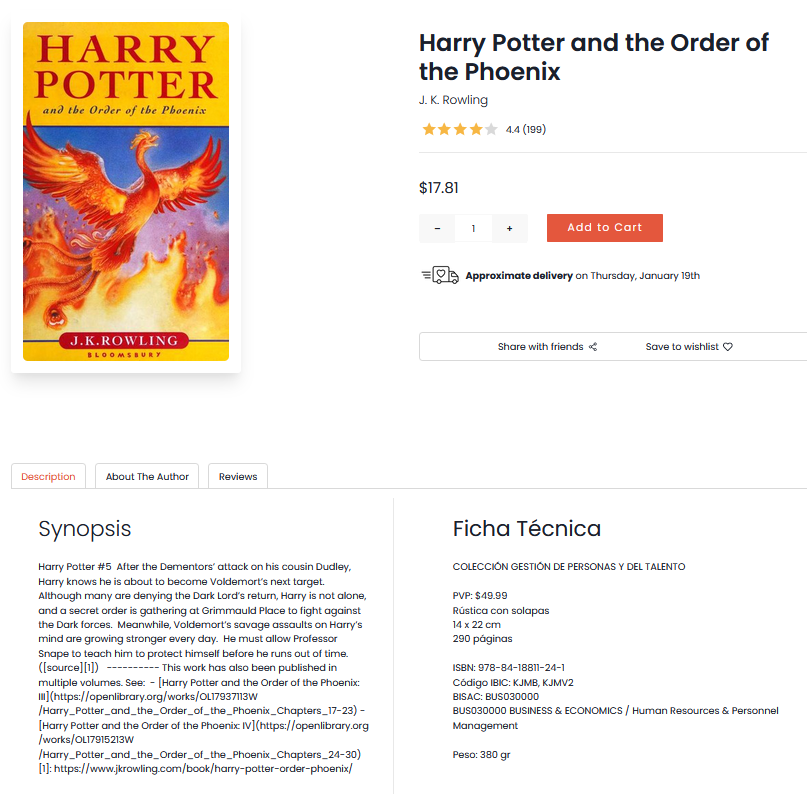 HARRY
POTTER
and the Order of the Phoenix
J.K.ROWLING
BLOOMSBURY
Harry Potter and the Order of
the Phoenix
J. K. Rowling
4.4 (199)
$17.81
- 1 + Add to Cart
Approximate delivery on Thursday, January 19th
Share with friends Save to wishlist
Description About The Author Reviews
Synopsis
Harry Potter #5 After the Dementors’ attack on his cousin Dudley,
Harry knows he is about to become Voldemort’s next target.
Although many are denying the Dark Lord’s return, Harry is not alone,
and a secret order is gathering at Grimmauld Place to fight against
the Dark forces. Meanwhile, Voldemort’s savage assaults on Harry’s
mind are growing stronger every day. He must allow Professor
Snape to teach him to protect himself before he runs out of time.
([source][1]) ---------- This work has also been published in
multiple volumes. See: - [Harry Potter and the Order of the Phoenix:
III](https://openlibrary.org/works/OL17937113W
/Harry_Potter_and_the_Order_of_the_Phoenix_Chapters_17-23) -
[Harry Potter and the Order of the Phoenix: IV](https://openlibrary.org
/works/OL17915213W
/Harry_Potter_and_the_Order_of_the_Phoenix_Chapters_24-30)
[1]: https://www.jkrowling.com/book/harry-potter-order-phoenix/
Ficha Técnica
COLECCIÓN GESTIÓN DE PERSONAS Y DEL TALENTO
PVP: $49.99
Rústica con solapas
14 x 22 cm
290 páginas
ISBN: 978-84-18811-24-1
Código IBIC: KJMB, KJMV2
BISAC: BUS030000
BUS030000 BUSINESS & ECONOMICS / Human Resources & Personnel
Management
Peso: 380 gr